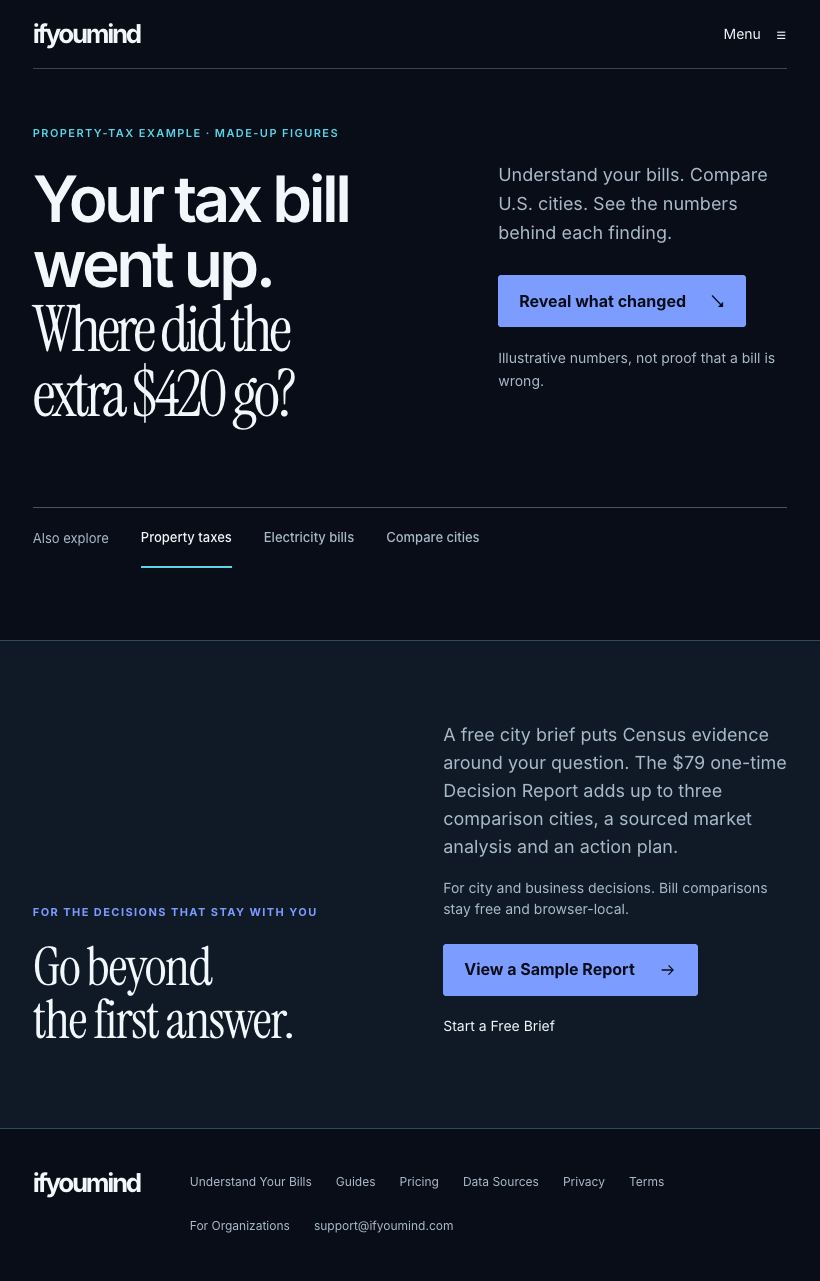 ifyoumind
Menu ≡
PROPERTY-TAX EXAMPLE · MADE-UP FIGURES
Your tax bill
went up.
Where did the
extra $420 go?
Understand your bills. Compare
U.S. cities. See the numbers
behind each finding.
Reveal what changed ↘
Illustrative numbers, not proof that a bill is
wrong.
Also explore
Property taxes
Electricity bills
Compare cities
FOR THE DECISIONS THAT STAY WITH YOU
Go beyond
the first answer.
A free city brief puts Census evidence
around your question. The $79 one-time
Decision Report adds up to three
comparison cities, a sourced market
analysis and an action plan.
For city and business decisions. Bill comparisons
stay free and browser-local.
View a Sample Report →
Start a Free Brief
ifyoumind
Understand Your Bills Guides Pricing Data Sources Privacy Terms
For Organizations support@ifyoumind.com